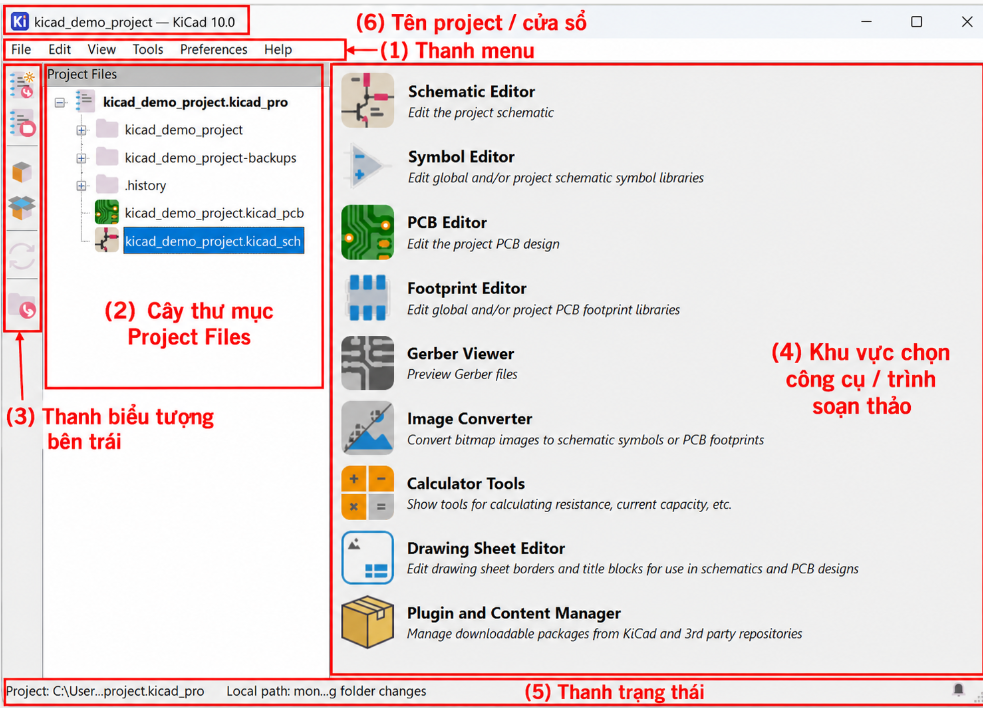 kicad_demo_project — KiCad 10.0
(6) Tên project / cửa sổ
File Edit View Tools Preferences Help
(1) Thanh menu
Project Files
kicad_demo_project.kicad_pro
kicad_demo_project
kicad_demo_project-backups
.history
kicad_demo_project.kicad_pcb
kicad_demo_project.kicad_sch
(2) Cây thư mục
Project Files
(3) Thanh biểu tượng
bên trái
Schematic Editor
Edit the project schematic
Symbol Editor
Edit global and/or project schematic symbol libraries
PCB Editor
Edit the project PCB design
Footprint Editor
Edit global and/or project PCB footprint libraries
Gerber Viewer
Preview Gerber files
Image Converter
Convert bitmap images to schematic symbols or PCB footprints
Calculator Tools
Show tools for calculating resistance, current capacity, etc.
Drawing Sheet Editor
Edit drawing sheet borders and title blocks for use in schematics and PCB designs
Plugin and Content Manager
Manage downloadable packages from KiCad and 3rd party repositories
(4) Khu vực chọn
công cụ / trình
soạn thảo
Project: C:\User...project.kicad_pro Local path: mon...g folder changes
(5) Thanh trạng thái